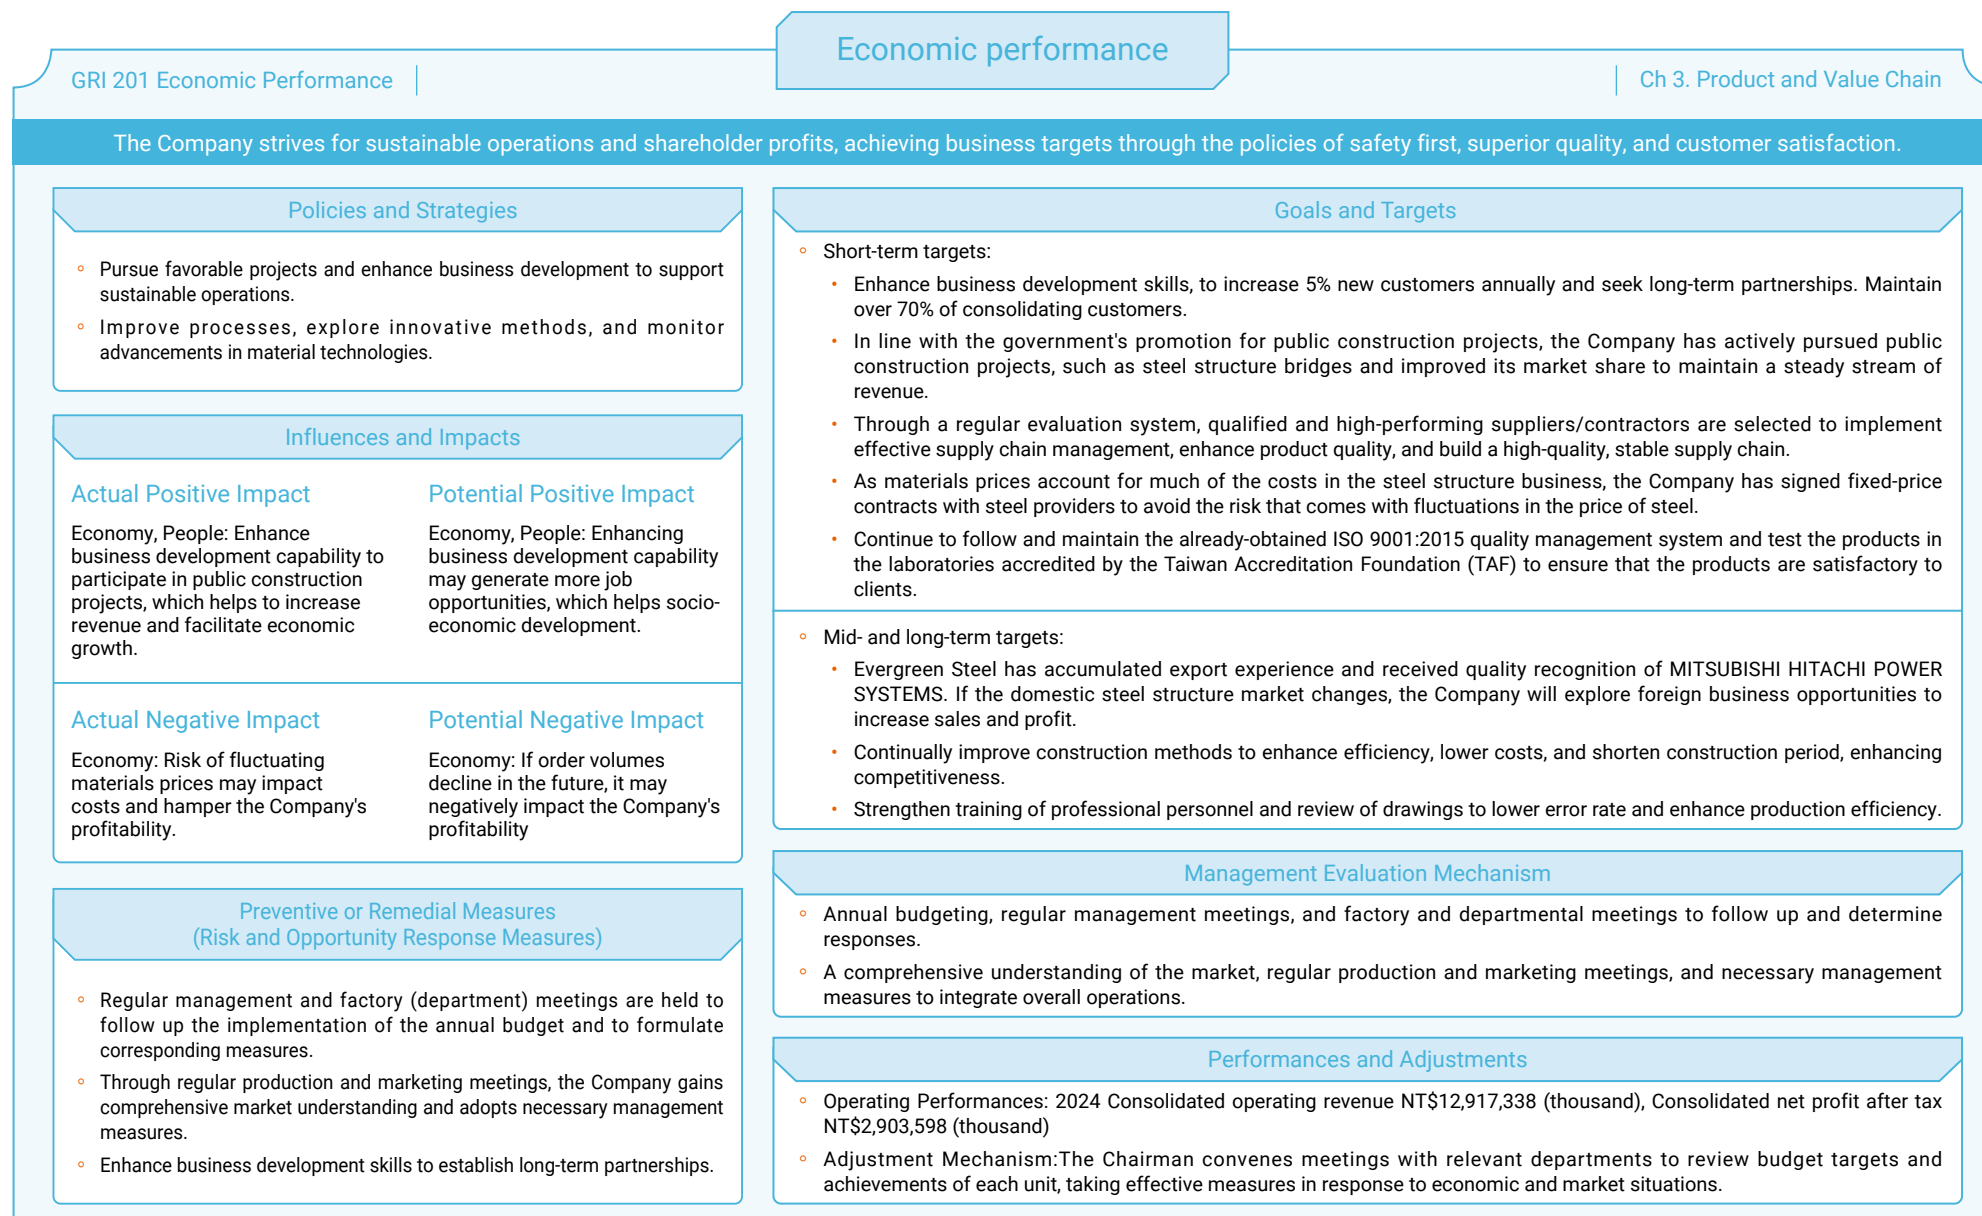 Economic performance
GRI 201 Economic Performance
Ch 3. Product and Value Chain
The Company strives for sustainable operations and shareholder profits, achieving business targets through the policies of safety first, superior quality, and customer satisfaction.
Policies and Strategies
Pursue favorable projects and enhance business development to support
sustainable operations.
Improve processes, explore innovative methods, and monitor
advancements in material technologies.
Influences and Impacts
Actual Positive Impact
Economy, People: Enhance
business development capability to
participate in public construction
projects, which helps to increase
revenue and facilitate economic
growth.
Potential Positive Impact
Economy, People: Enhancing
business development capability
may generate more job
opportunities, which helps socio-
economic development.
Actual Negative Impact
Economy: Risk of fluctuating
materials prices may impact
costs and hamper the Company's
profitability.
Potential Negative Impact
Economy: If order volumes
decline in the future, it may
negatively impact the Company's
profitability
Preventive or Remedial Measures
(Risk and Opportunity Response Measures)
Regular management and factory (department) meetings are held to
follow up the implementation of the annual budget and to formulate
corresponding measures.
Through regular production and marketing meetings, the Company gains
comprehensive market understanding and adopts necessary management
measures.
Enhance business development skills to establish long-term partnerships.
Goals and Targets
Short-term targets:
Enhance business development skills, to increase 5% new customers annually and seek long-term partnerships. Maintain
over 70% of consolidating customers.
In line with the government's promotion for public construction projects, the Company has actively pursued public
construction projects, such as steel structure bridges and improved its market share to maintain a steady stream of
revenue.
Through a regular evaluation system, qualified and high-performing suppliers/contractors are selected to implement
effective supply chain management, enhance product quality, and build a high-quality, stable supply chain.
As materials prices account for much of the costs in the steel structure business, the Company has signed fixed-price
contracts with steel providers to avoid the risk that comes with fluctuations in the price of steel.
Continue to follow and maintain the already-obtained ISO 9001:2015 quality management system and test the products in
the laboratories accredited by the Taiwan Accreditation Foundation (TAF) to ensure that the products are satisfactory to
clients.
Mid- and long-term targets:
Evergreen Steel has accumulated export experience and received quality recognition of MITSUBISHI HITACHI POWER
SYSTEMS. If the domestic steel structure market changes, the Company will explore foreign business opportunities to
increase sales and profit.
Continually improve construction methods to enhance efficiency, lower costs, and shorten construction period, enhancing
competitiveness.
Strengthen training of professional personnel and review of drawings to lower error rate and enhance production efficiency.
Management Evaluation Mechanism
Annual budgeting, regular management meetings, and factory and departmental meetings to follow up and determine
responses.
A comprehensive understanding of the market, regular production and marketing meetings, and necessary management
measures to integrate overall operations.
Performances and Adjustments
Operating Performances: 2024 Consolidated operating revenue NT$12,917,338 (thousand), Consolidated net profit after tax
NT$2,903,598 (thousand)
Adjustment Mechanism:The Chairman convenes meetings with relevant departments to review budget targets and
achievements of each unit, taking effective measures in response to economic and market situations.